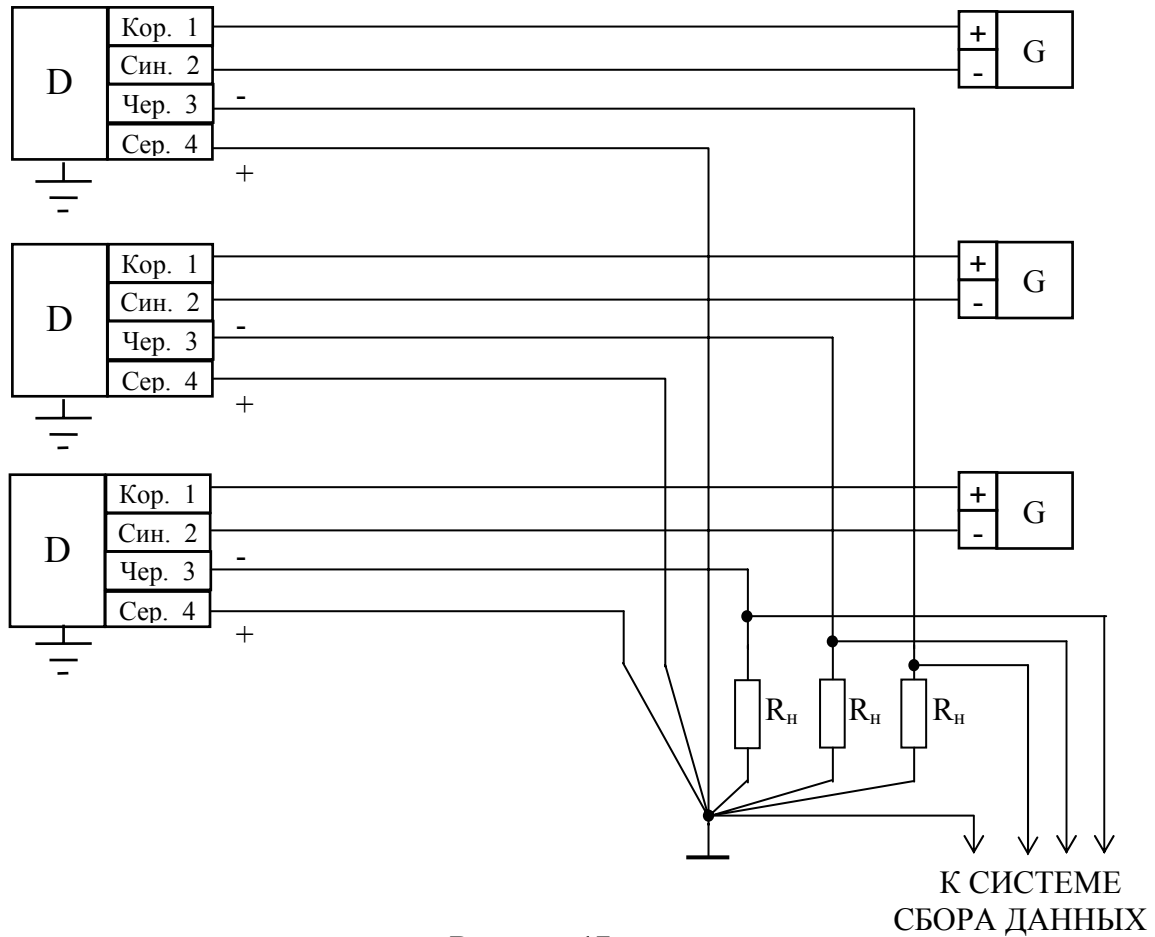 D
Кор. 1
Син. 2
Чер. 3
Сер. 4
-
+
+
-
G
D
Кор. 1
Син. 2
Чер. 3
Сер. 4
-
+
+
-
G
D
Кор. 1
Син. 2
Чер. 3
Сер. 4
-
+
+
-
G
Rн Rн Rн
К СИСТЕМЕ
СБОРА ДАННЫХ